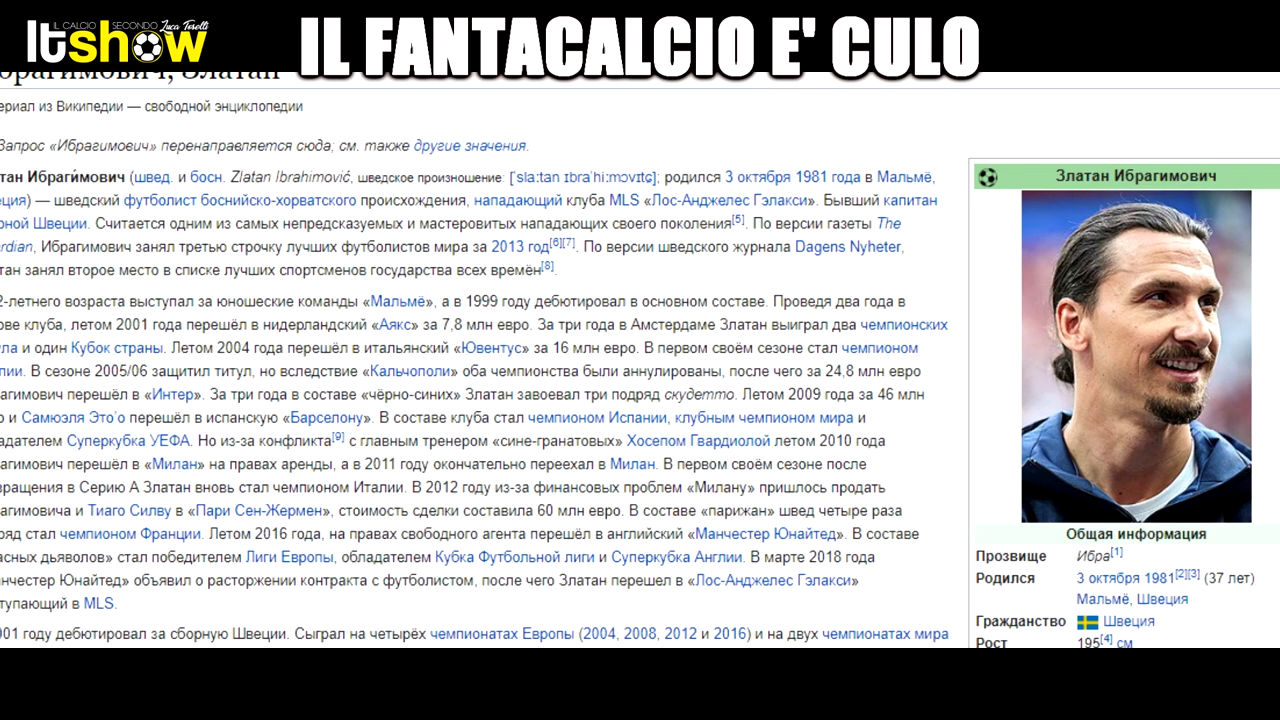 IL CALCIO SECONDO Luca Toselli
ltshow
IL FANTACALCIO E' CULO
брагимович, Златан
ериал из Википедии — свободной энциклопедии
Запрос «Ибрагимович» перенаправляется сюда; см. также другие значения.
тан Ибраги́мович (швед. и босн. Zlatan Ibrahimović, шведское произношение: [ˈslaːtan ɪbraˈhiːmɔvɪtɕ]; родился 3 октября 1981 года в Мальмё,
еция) — шведский футболист боснийско-хорватского происхождения, нападающий клуба MLS «Лос-Анджелес Гэлакси». Бывший капитан
рной Швеции. Считается одним из самых непредсказуемых и мастеровитых нападающих своего поколения[5]. По версии газеты The
rdian, Ибрагимович занял третью строчку лучших футболистов мира за 2013 год[6][7]. По версии шведского журнала Dagens Nyheter,
тан занял второе место в списке лучших спортсменов государства всех времён[8].
2-летнего возраста выступал за юношеские команды «Мальмё», а в 1999 году дебютировал в основном составе. Проведя два года в
ове клуба, летом 2001 года перешёл в нидерландский «Аякс» за 7,8 млн евро. За три года в Амстердаме Златан выиграл два чемпионских
ла и один Кубок страны. Летом 2004 года перешёл в итальянский «Ювентус» за 16 млн евро. В первом своём сезоне стал чемпионом
лии. В сезоне 2005/06 защитил титул, но вследствие «Кальчополи» оба чемпионства были аннулированы, после чего за 24,8 млн евро
агимович перешёл в «Интер». За три года в составе «чёрно-синих» Златан завоевал три подряд скудетто. Летом 2009 года за 46 млн
о и Самюэля Это’о перешёл в испанскую «Барселону». В составе клуба стал чемпионом Испании, клубным чемпионом мира и
адателем Суперкубка УЕФА. Но из-за конфликта[9] с главным тренером «сине-гранатовых» Хосепом Гвардиолой летом 2010 года
агимович перешёл в «Милан» на правах аренды, а в 2011 году окончательно переехал в Милан. В первом своём сезоне после
вращения в Серию А Златан вновь стал чемпионом Италии. В 2012 году из-за финансовых проблем «Милану» пришлось продать
агимовича и Тиаго Силву в «Пари Сен-Жермен», стоимость сделки составила 60 млн евро. В составе «парижан» швед четыре раза
ряд стал чемпионом Франции. Летом 2016 года, на правах свободного агента перешёл в английский «Манчестер Юнайтед». В составе
асных дьяволов» стал победителем Лиги Европы, обладателем Кубка Футбольной лиги и Суперкубка Англии. В марте 2018 года
нчестер Юнайтед» объявил о расторжении контракта с футболистом, после чего Златан перешел в «Лос-Анджелес Гэлакси»
тупающий в MLS.
001 году дебютировал за сборную Швеции. Сыграл на четырёх чемпионатах Европы (2004, 2008, 2012 и 2016) и на двух чемпионатах мира
Златан Ибрагимович
Общая информация
Прозвище Ибра[1]
Родился 3 октября 1981[2][3] (37 лет)
Мальмё, Швеция
Гражданство Швеция
Рост 195[4] см